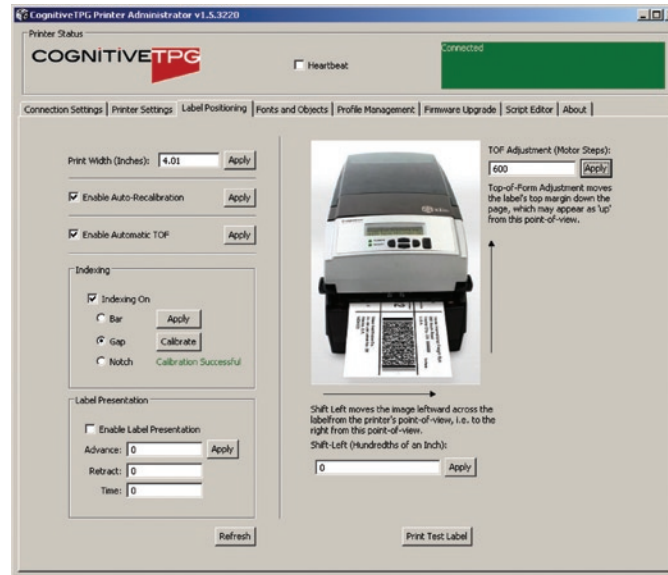 CognitiveTPG Printer Administrator v1.5.3220
Printer Status
COGNITIVETPG
Heartbeat
Connected
Connection Settings
Printer Settings
Label Positioning
Fonts and Objects
Profile Management
Firmware Upgrade
Script Editor
About
Print Width (Inches):
4.01
Apply
Enable Auto-Recalibration
Apply
Enable Automatic TOF
Apply
Indexing
Indexing On
Bar
Apply
Gap
Calibrate
Notch
Calibration Successful
Label Presentation
Enable Label Presentation
Advance:
0
Apply
Retract:
0
Time:
0
Refresh
TOF Adjustment (Motor Steps):
600
Apply
Top-of-Form Adjustment moves
the label's top margin down the
page, which may appear as 'up'
from this point-of-view.
Shift Left moves the image leftward across the
labelfrom the printer's point-of-view, i.e. to the
right from this point-of-view.
Shift-Left (Hundredths of an Inch):
0
Apply
Print Test Label